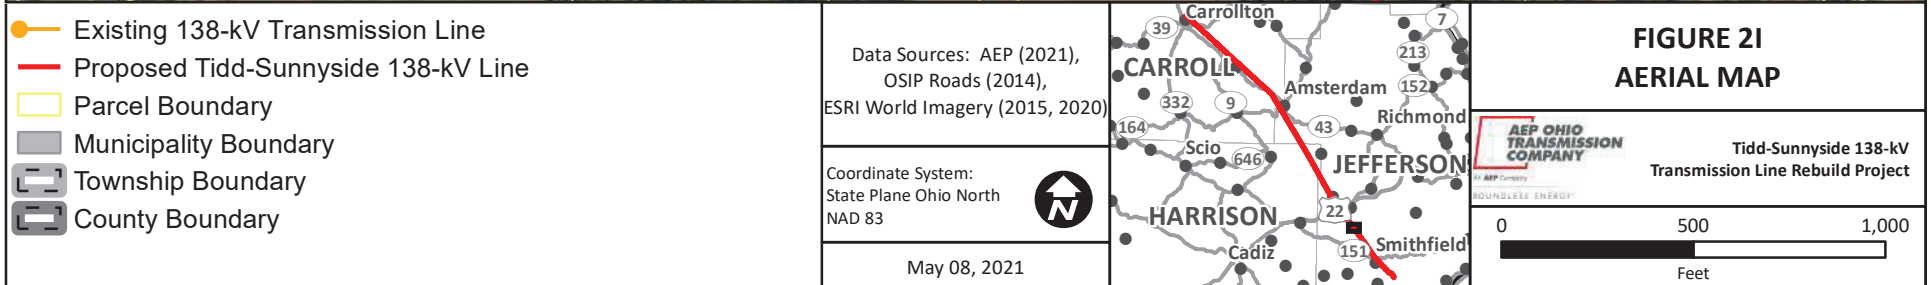 Existing 138-kV Transmission Line
Proposed Tidd-Sunnyside 138-kV Line
Parcel Boundary
Municipality Boundary
Township Boundary
County Boundary
Data Sources: AEP (2021),
OSIP Roads (2014),
ESRI World Imagery (2015, 2020)
Coordinate System:
State Plane Ohio North
NAD 83
N
May 08, 2021
Carrollton
7
39
213
CARROLL
Amsterdam
152
332
9
Richmond
164
43
Scio
646
JEFFERSON
HARRISON
22
Cadiz
151
Smithfield
FIGURE 2I
AERIAL MAP
AEP OHIO
TRANSMISSION
COMPANY
An AEP Company
BOUNDLESS ENERGY
Tidd-Sunnyside 138-kV
Transmission Line Rebuild Project
0 500 1,000
Feet